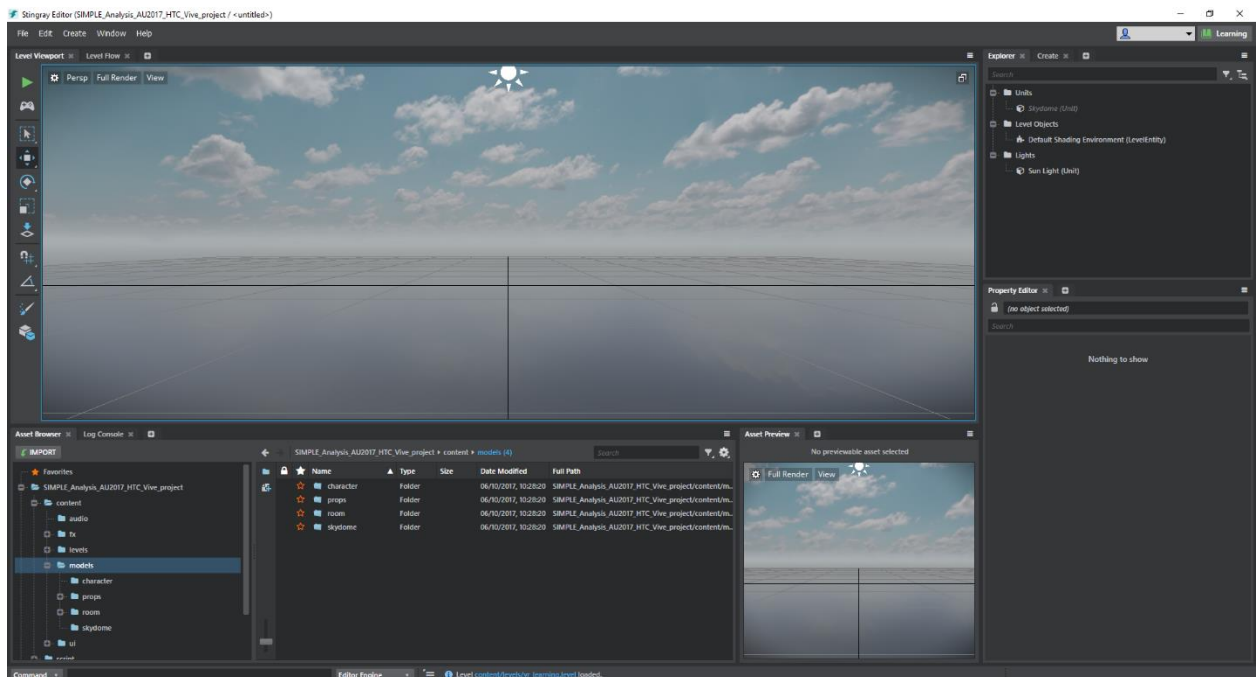 Stingray Editor (SIMPLE_Analysis_AU2017_HTC_Vive_project / <untitled>)
File Edit Create Window Help
Learning
Level Viewport Level Flow
Persp Full Render View
Explorer Create
Search
Units
Skydome (Unit)
Level Objects
Default Shading Environment (LevelEntity)
Lights
Sun Light (Unit)
Property Editor
(no object selected)
Search
Nothing to show
Asset Browser Log Console
IMPORT
Favorites
SIMPLE_Analysis_AU2017_HTC_Vive_project
content
audio
fx
levels
models
character
props
room
skydome
ui
script
SIMPLE_Analysis_AU2017_HTC_Vive_project content models (4) Search
Name Type Size Date Modified Full Path
character Folder 06/10/2017, 10:28:20 SIMPLE_Analysis_AU2017_HTC_Vive_project/content/m...
props Folder 06/10/2017, 10:28:20 SIMPLE_Analysis_AU2017_HTC_Vive_project/content/m...
room Folder 06/10/2017, 10:28:20 SIMPLE_Analysis_AU2017_HTC_Vive_project/content/m...
skydome Folder 06/10/2017, 10:28:20 SIMPLE_Analysis_AU2017_HTC_Vive_project/content/m...
Asset Preview
No previewable asset selected
Full Render View
Command Editor Engine Level content/levels/vr_learning.level loaded.